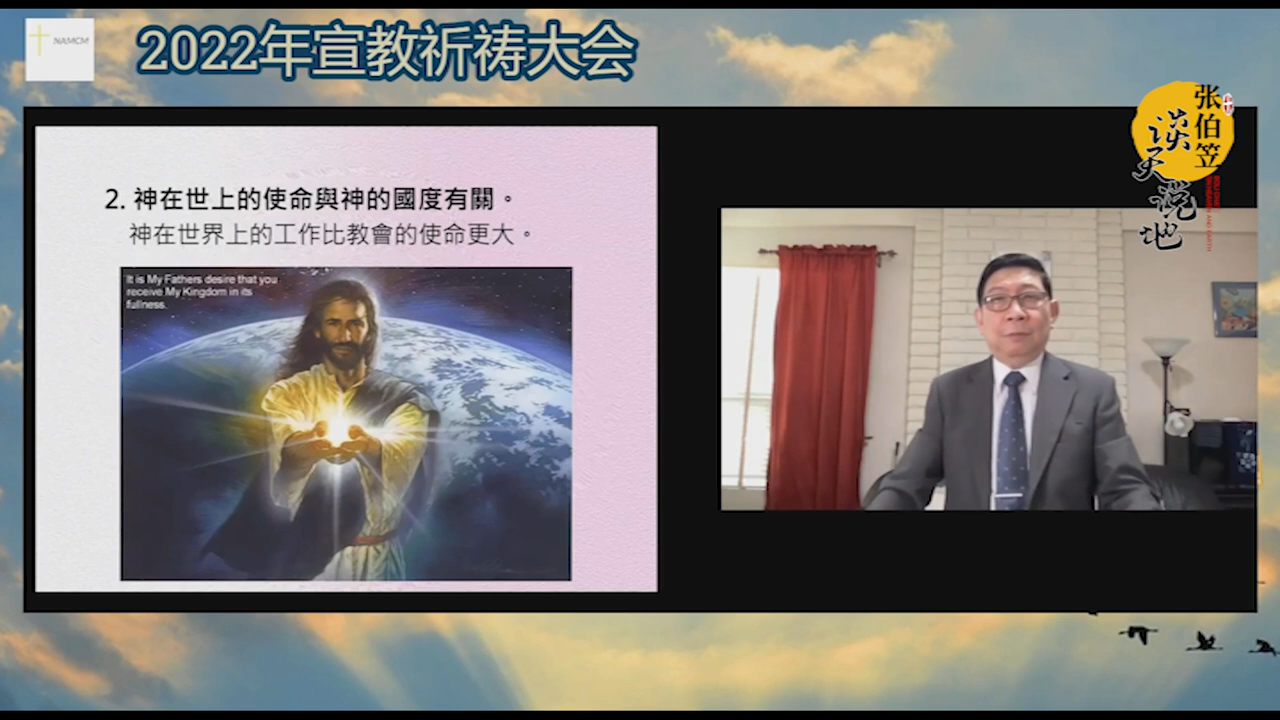 NAMCM
2022年宣教祈祷大会
张伯笠
谈天说地
2. 神在世上的使命與神的國度有關。
神在世界上的工作比教會的使命更大。
It is My Fathers desire that you
receive My Kingdom in its
fullness.